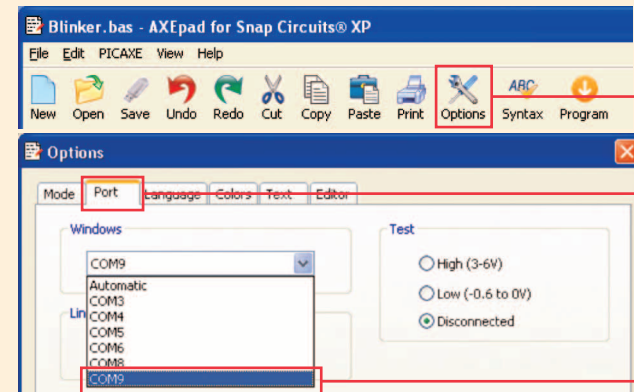 Blinker.bas - AXEpad for Snap Circuits® XP
File Edit PICAXE View Help
New Open Save Undo Redo Cut Copy Paste Print Options ABC Syntax Program
Options
Mode Port Language Colors Text Editor
Windows Test
COM9 High (3-6V)
Automatic
COM3 Low (-0.6 to 0V)
Lin COM4
COM5 Disconnected
COM6
COM8
COM9